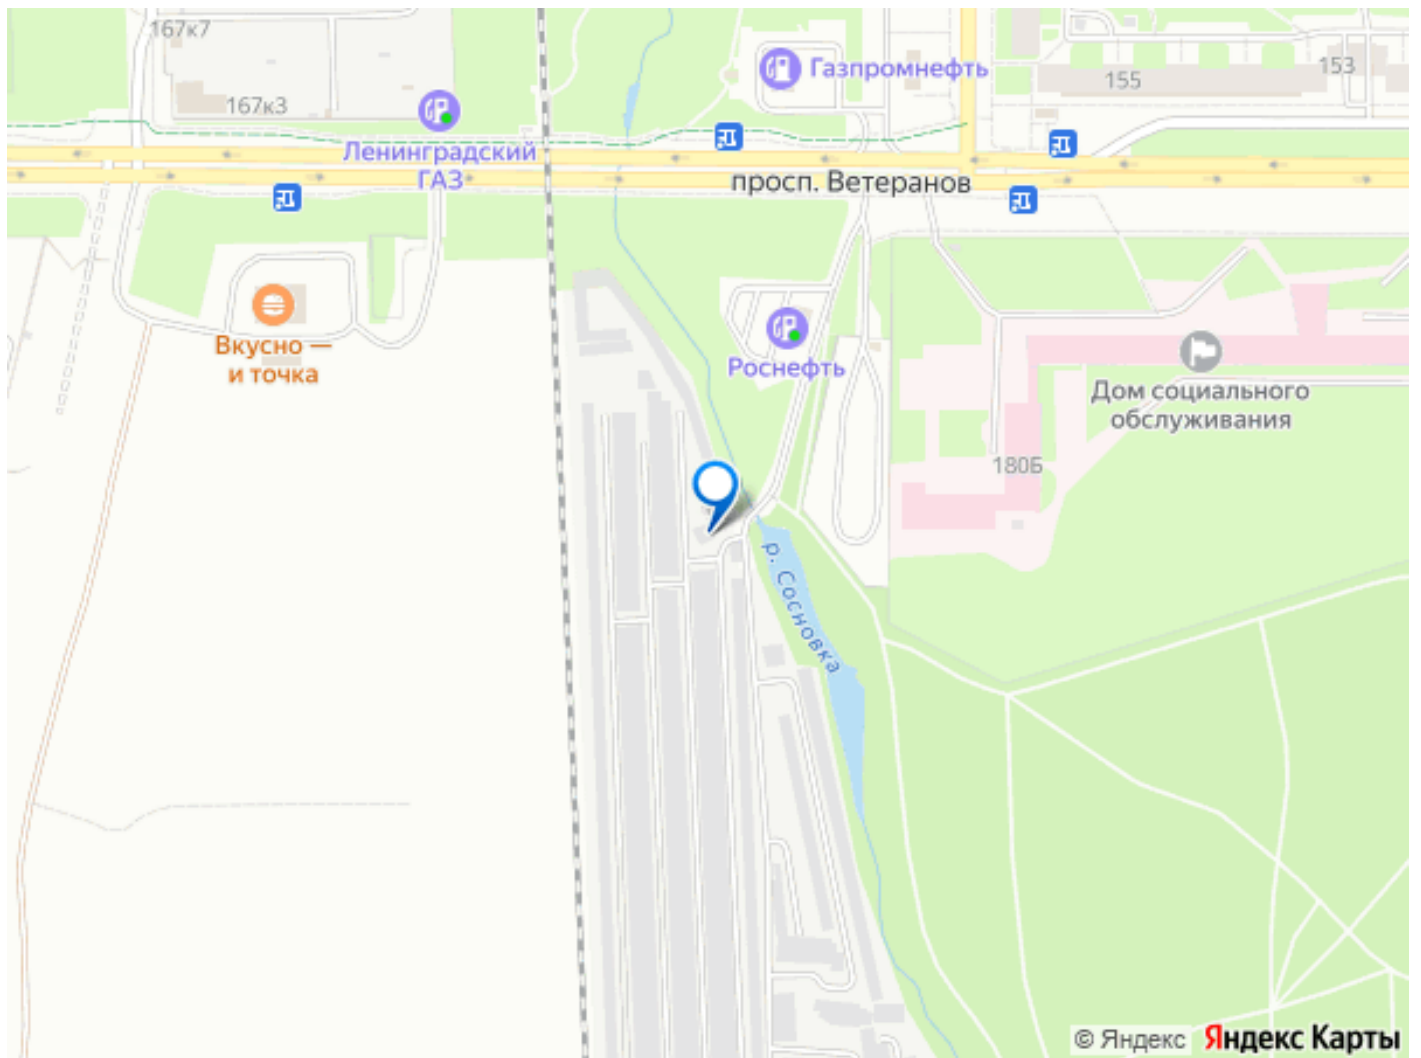 167к7
Газпромнефть
155
153
167к3
Ленинградский
ГАЗ
просп. Ветеранов
Вкусно —
и точка
Роснефть
Дом социального
обслуживания
180Б
р. Сосновка
© Яндекс Яндекс Карты